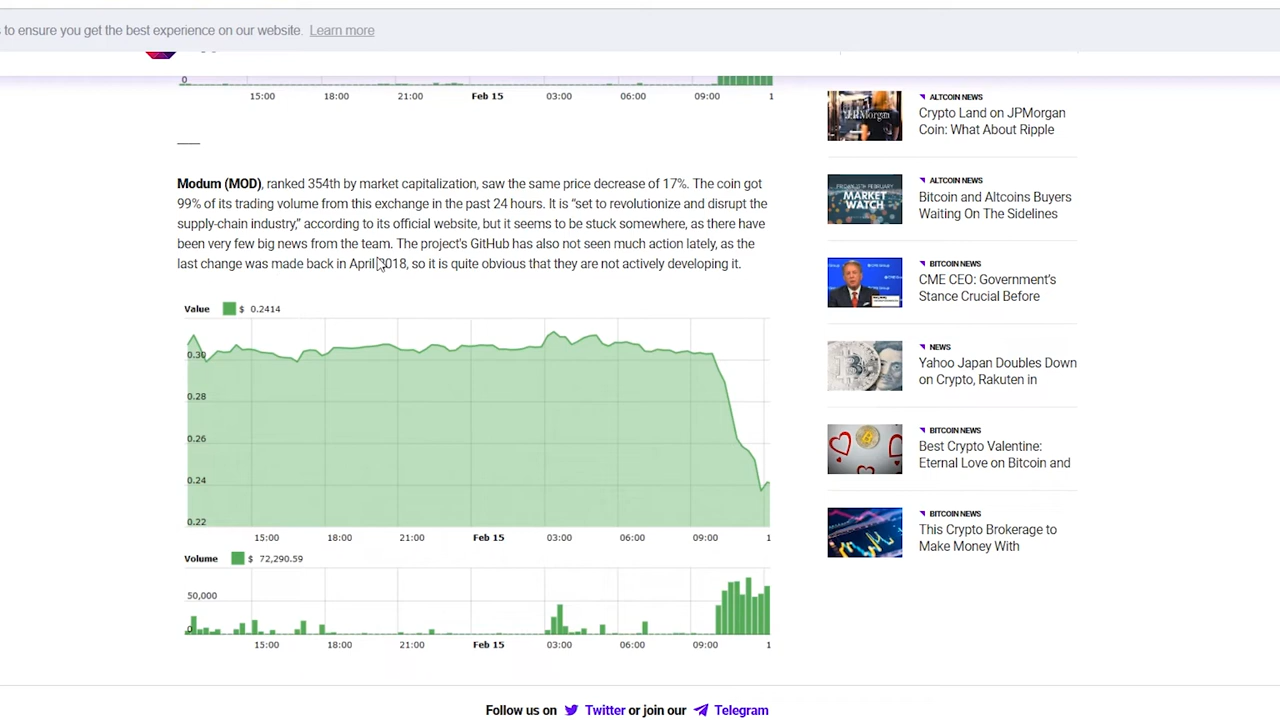 s to ensure you get the best experience on our website. Learn more
0
15:00 18:00 21:00 Feb 15 03:00 06:00 09:00 1
Modum (MOD), ranked 354th by market capitalization, saw the same price decrease of 17%. The coin got
99% of its trading volume from this exchange in the past 24 hours. It is “set to revolutionize and disrupt the
supply-chain industry,” according to its official website, but it seems to be stuck somewhere, as there have
been very few big news from the team. The project's GitHub has also not seen much action lately, as the
last change was made back in April 2018, so it is quite obvious that they are not actively developing it.
Value $ 0.2414
0.30
0.28
0.26
0.24
0.22
15:00 18:00 21:00 Feb 15 03:00 06:00 09:00 1
Volume $ 72,290.59
50,000
0
15:00 18:00 21:00 Feb 15 03:00 06:00 09:00 1
ALTCOIN NEWS
Crypto Land on JPMorgan
Coin: What About Ripple
ALTCOIN NEWS
Bitcoin and Altcoins Buyers
Waiting On The Sidelines
MARKET
WATCH
BITCOIN NEWS
CME CEO: Government's
Stance Crucial Before
NEWS
Yahoo Japan Doubles Down
on Crypto, Rakuten in
BITCOIN NEWS
Best Crypto Valentine:
Eternal Love on Bitcoin and
BITCOIN NEWS
This Crypto Brokerage to
Make Money With
Follow us on Twitter or join our Telegram